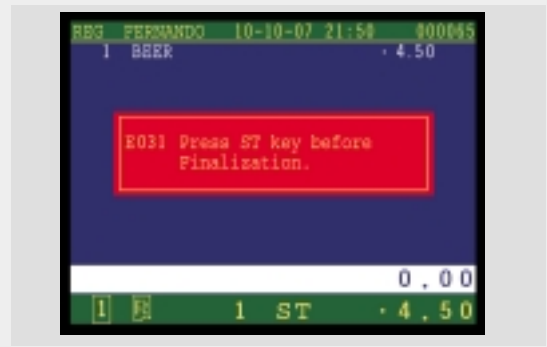 REG FERNANDO 10-10-07 21:50 000065
1 BEER ·4.50
E031 Press ST key before
Finalization.
0.00
1 1 ST ·4.50